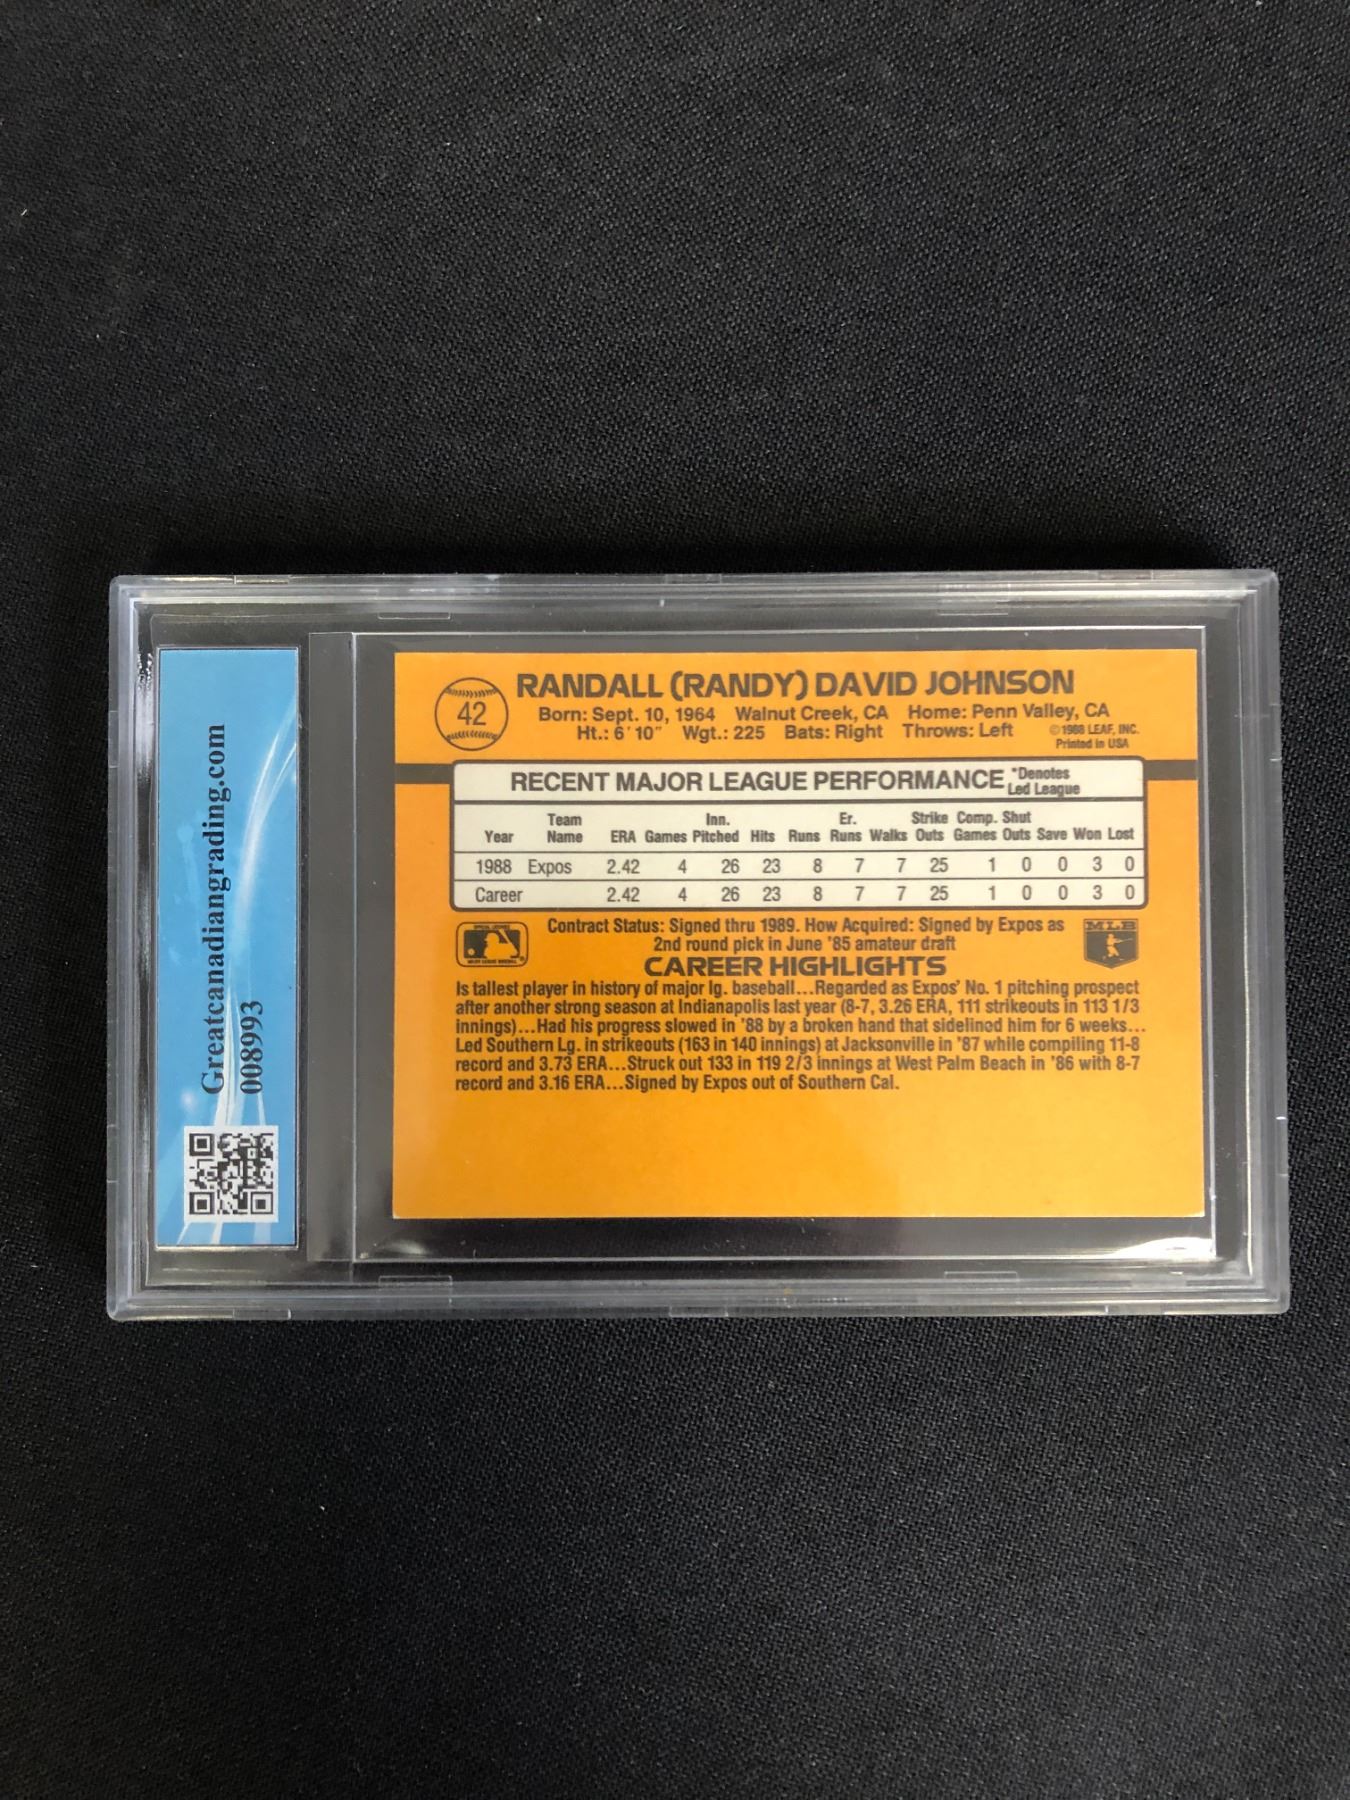 Greatcanadiangrading.com
0089993
42
RANDALL (RANDY) DAVID JOHNSON
Born: Sept. 10, 1964 Walnut Creek, CA Home: Penn Valley, CA
Ht.: 6'10" Wgt.: 225 Bats: Right Throws: Left
©1988 LEAF, INC.
Printed in USA
RECENT MAJOR LEAGUE PERFORMANCE
*Denotes
Led League
Team Inn. Er. Strike Comp. Shut
Year Name ERA Games Pitched Hits Runs Runs Walks Outs Games Outs Save Won Lost
1988 Expos 2.42 4 26 23 8 7 7 25 1 0 0 3 0
Career 2.42 4 26 23 8 7 7 25 1 0 0 3 0
Contract Status: Signed thru 1989. How Acquired: Signed by Expos as
2nd round pick in June '85 amateur draft
MLB
CAREER HIGHLIGHTS
Is tallest player in history of major lg. baseball...Regarded as Expos' No. 1 pitching prospect
after another strong season at Indianapolis last year (8-7, 3.26 ERA, 111 strikeouts in 113 1/3
innings)...Had his progress slowed in '88 by a broken hand that sidelined him for 6 weeks...
Led Southern Lg. in strikeouts (163 in 140 innings) at Jacksonville in '87 while compiling 11-8
record and 3.73 ERA...Struck out 133 in 119 2/3 innings at West Palm Beach in '86 with 8-7
record and 3.16 ERA...Signed by Expos out of Southern Cal.